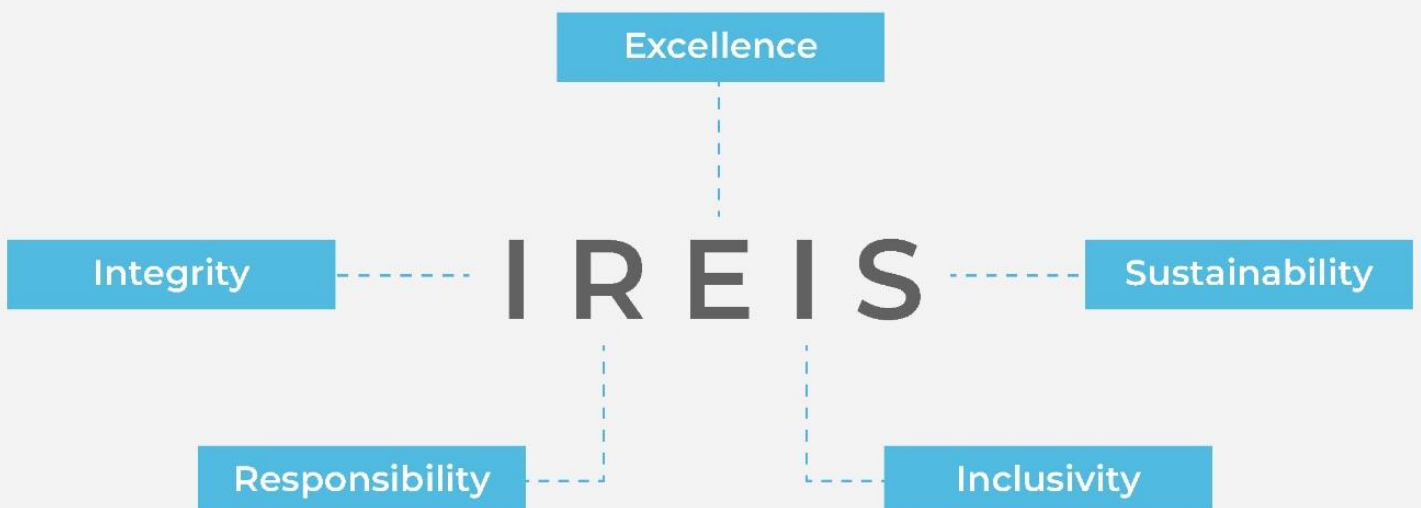 Excellence
Integrity
I R E I S
Sustainability
Responsibility
Inclusivity